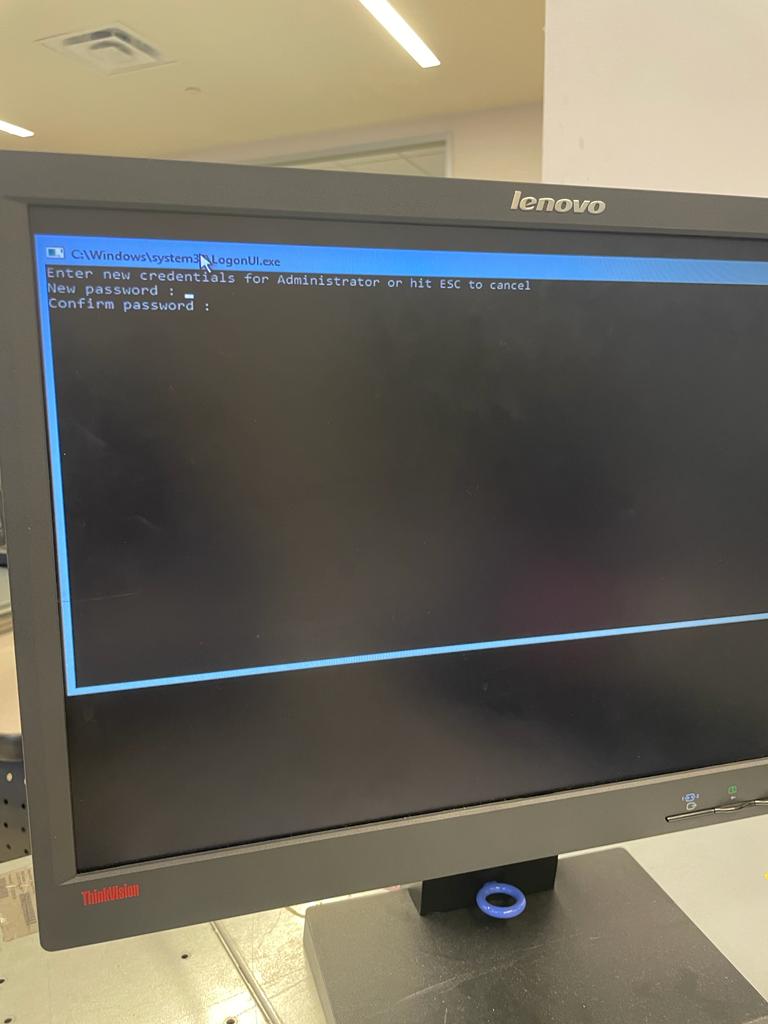 lenovo
C:\Windows\system32\LogonUI.exe
Enter new credentials for Administrator or hit ESC to cancel
New password :
Confirm password :
ThinkVision